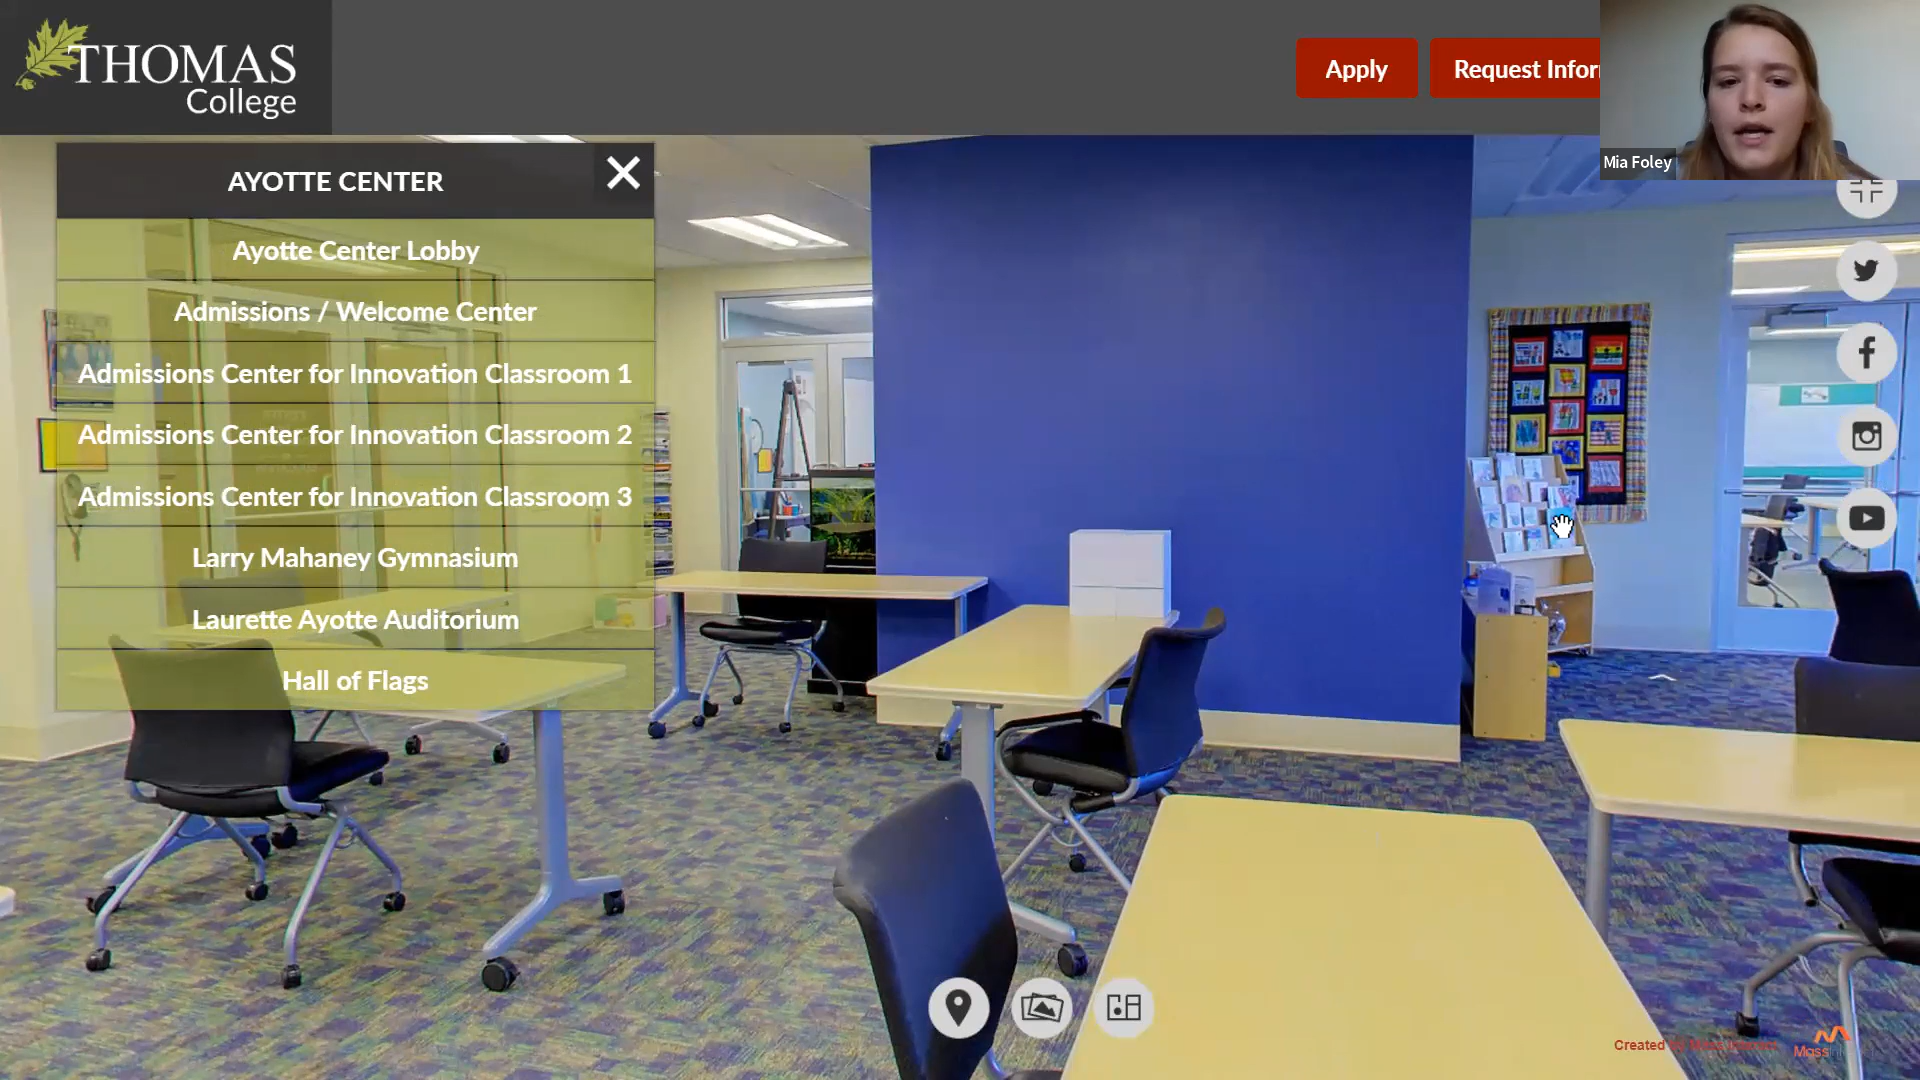 THOMAS
College
Apply
Request Infor
Mia Foley
AYOTTE CENTER
Ayotte Center Lobby
Admissions / Welcome Center
Admissions Center for Innovation Classroom 1
Admissions Center for Innovation Classroom 2
Admissions Center for Innovation Classroom 3
Larry Mahaney Gymnasium
Laurette Ayotte Auditorium
Hall of Flags
Created